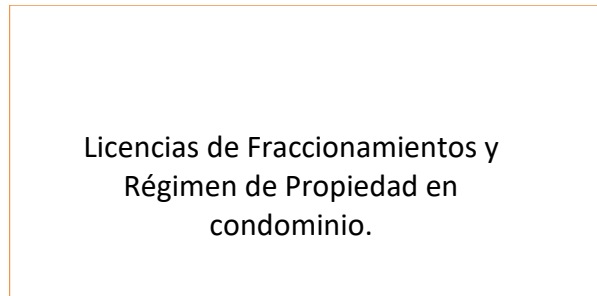 Licencias de Fraccionamientos y
Régimen de Propiedad en
condominio.